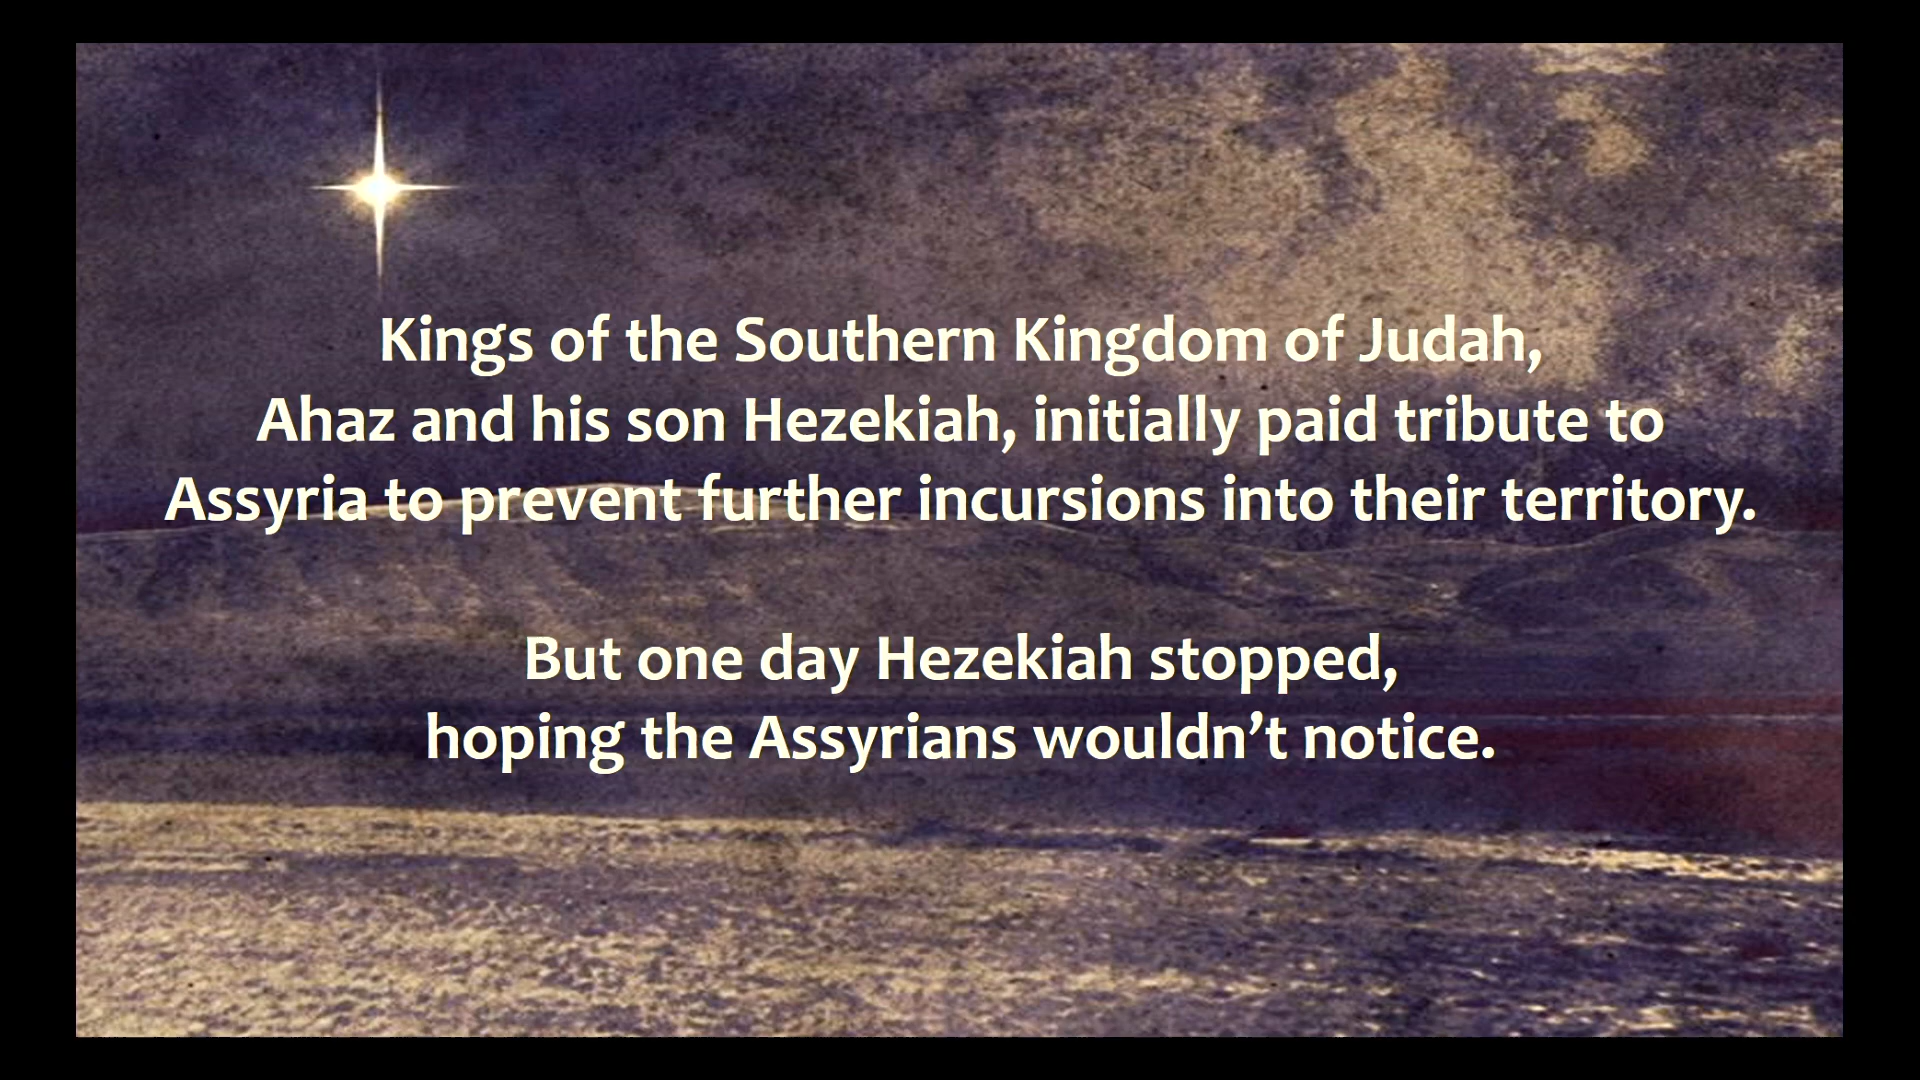 Kings of the Southern Kingdom of Judah,
Ahaz and his son Hezekiah, initially paid tribute to
Assyria to prevent further incursions into their territory.
But one day Hezekiah stopped,
hoping the Assyrians wouldn’t notice.